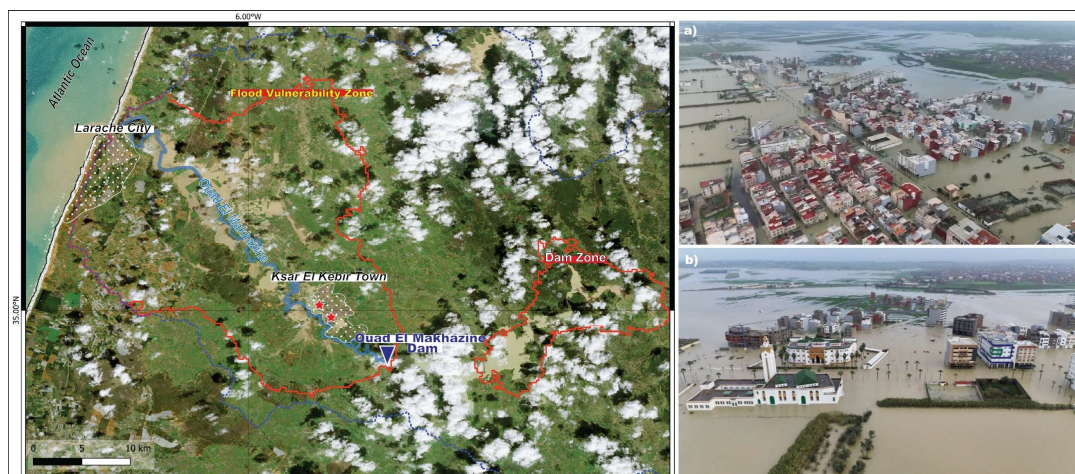 6.00°W
Atlantic Ocean
Flood Vulnerability Zone
Larache City
Ksar El Kebir Town
Dam Zone
35.00°N
Ouad El Makhazine
Dam
0 5 10 km
a)
b)